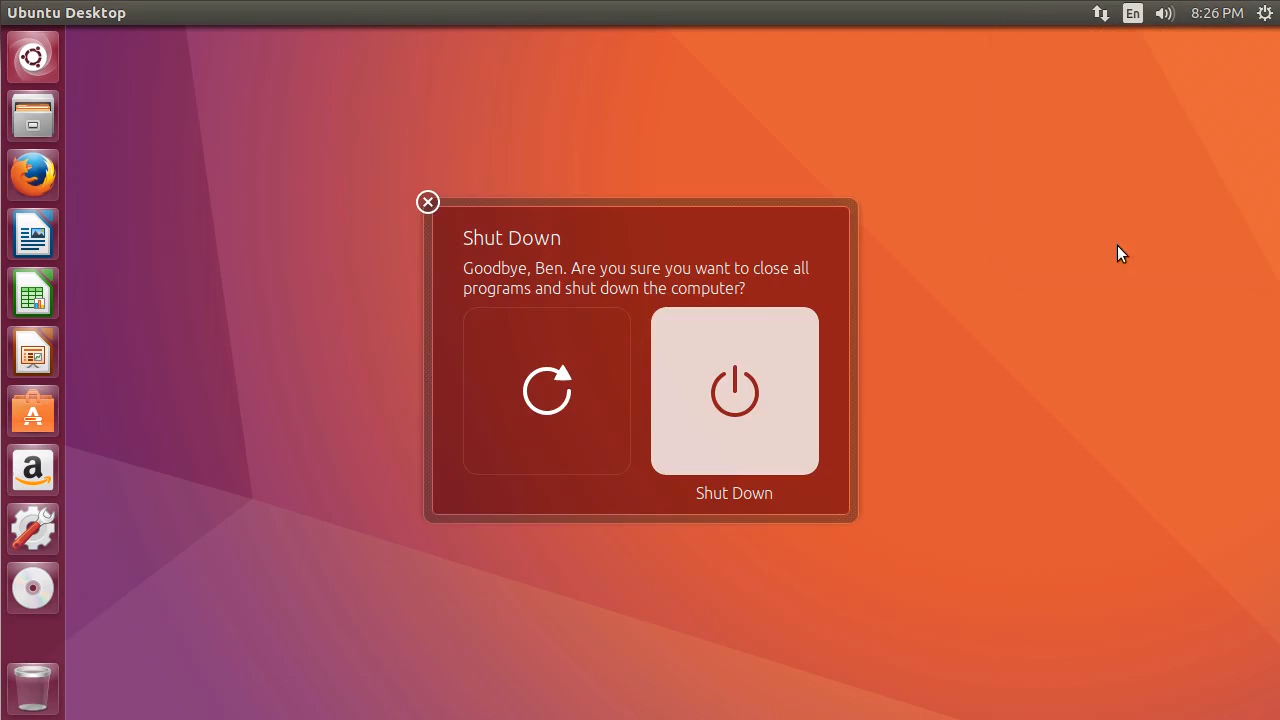 Ubuntu Desktop
En
8:26 PM
Shut Down
Goodbye, Ben. Are you sure you want to close all
programs and shut down the computer?
Shut Down
A
a